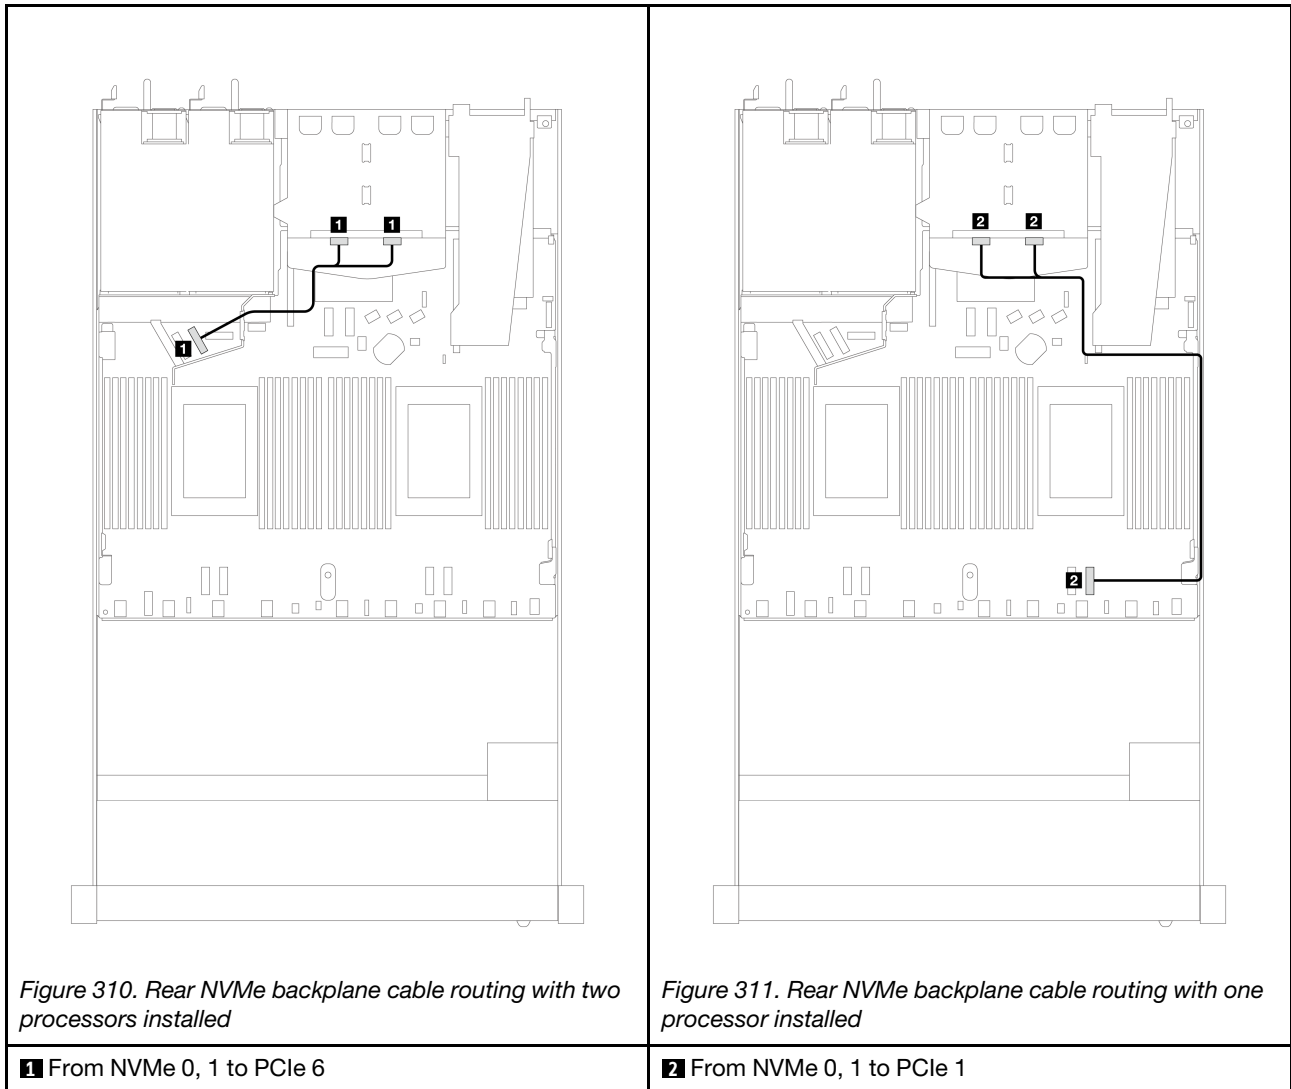 1 1
1
Figure 310. Rear NVMe backplane cable routing with two
processors installed
1 From NVMe 0, 1 to PCIe 6
2 2
2
Figure 311. Rear NVMe backplane cable routing with one
processor installed
2 From NVMe 0, 1 to PCIe 1